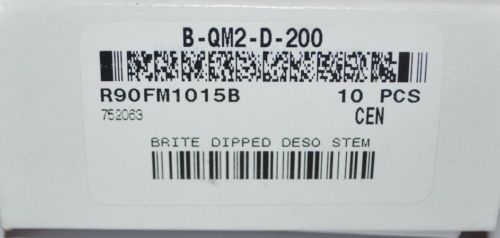 B-QM2-D-200
R90FM1015B 10 PCS
752063 CEN
BRITE DIPPED DESO STEM